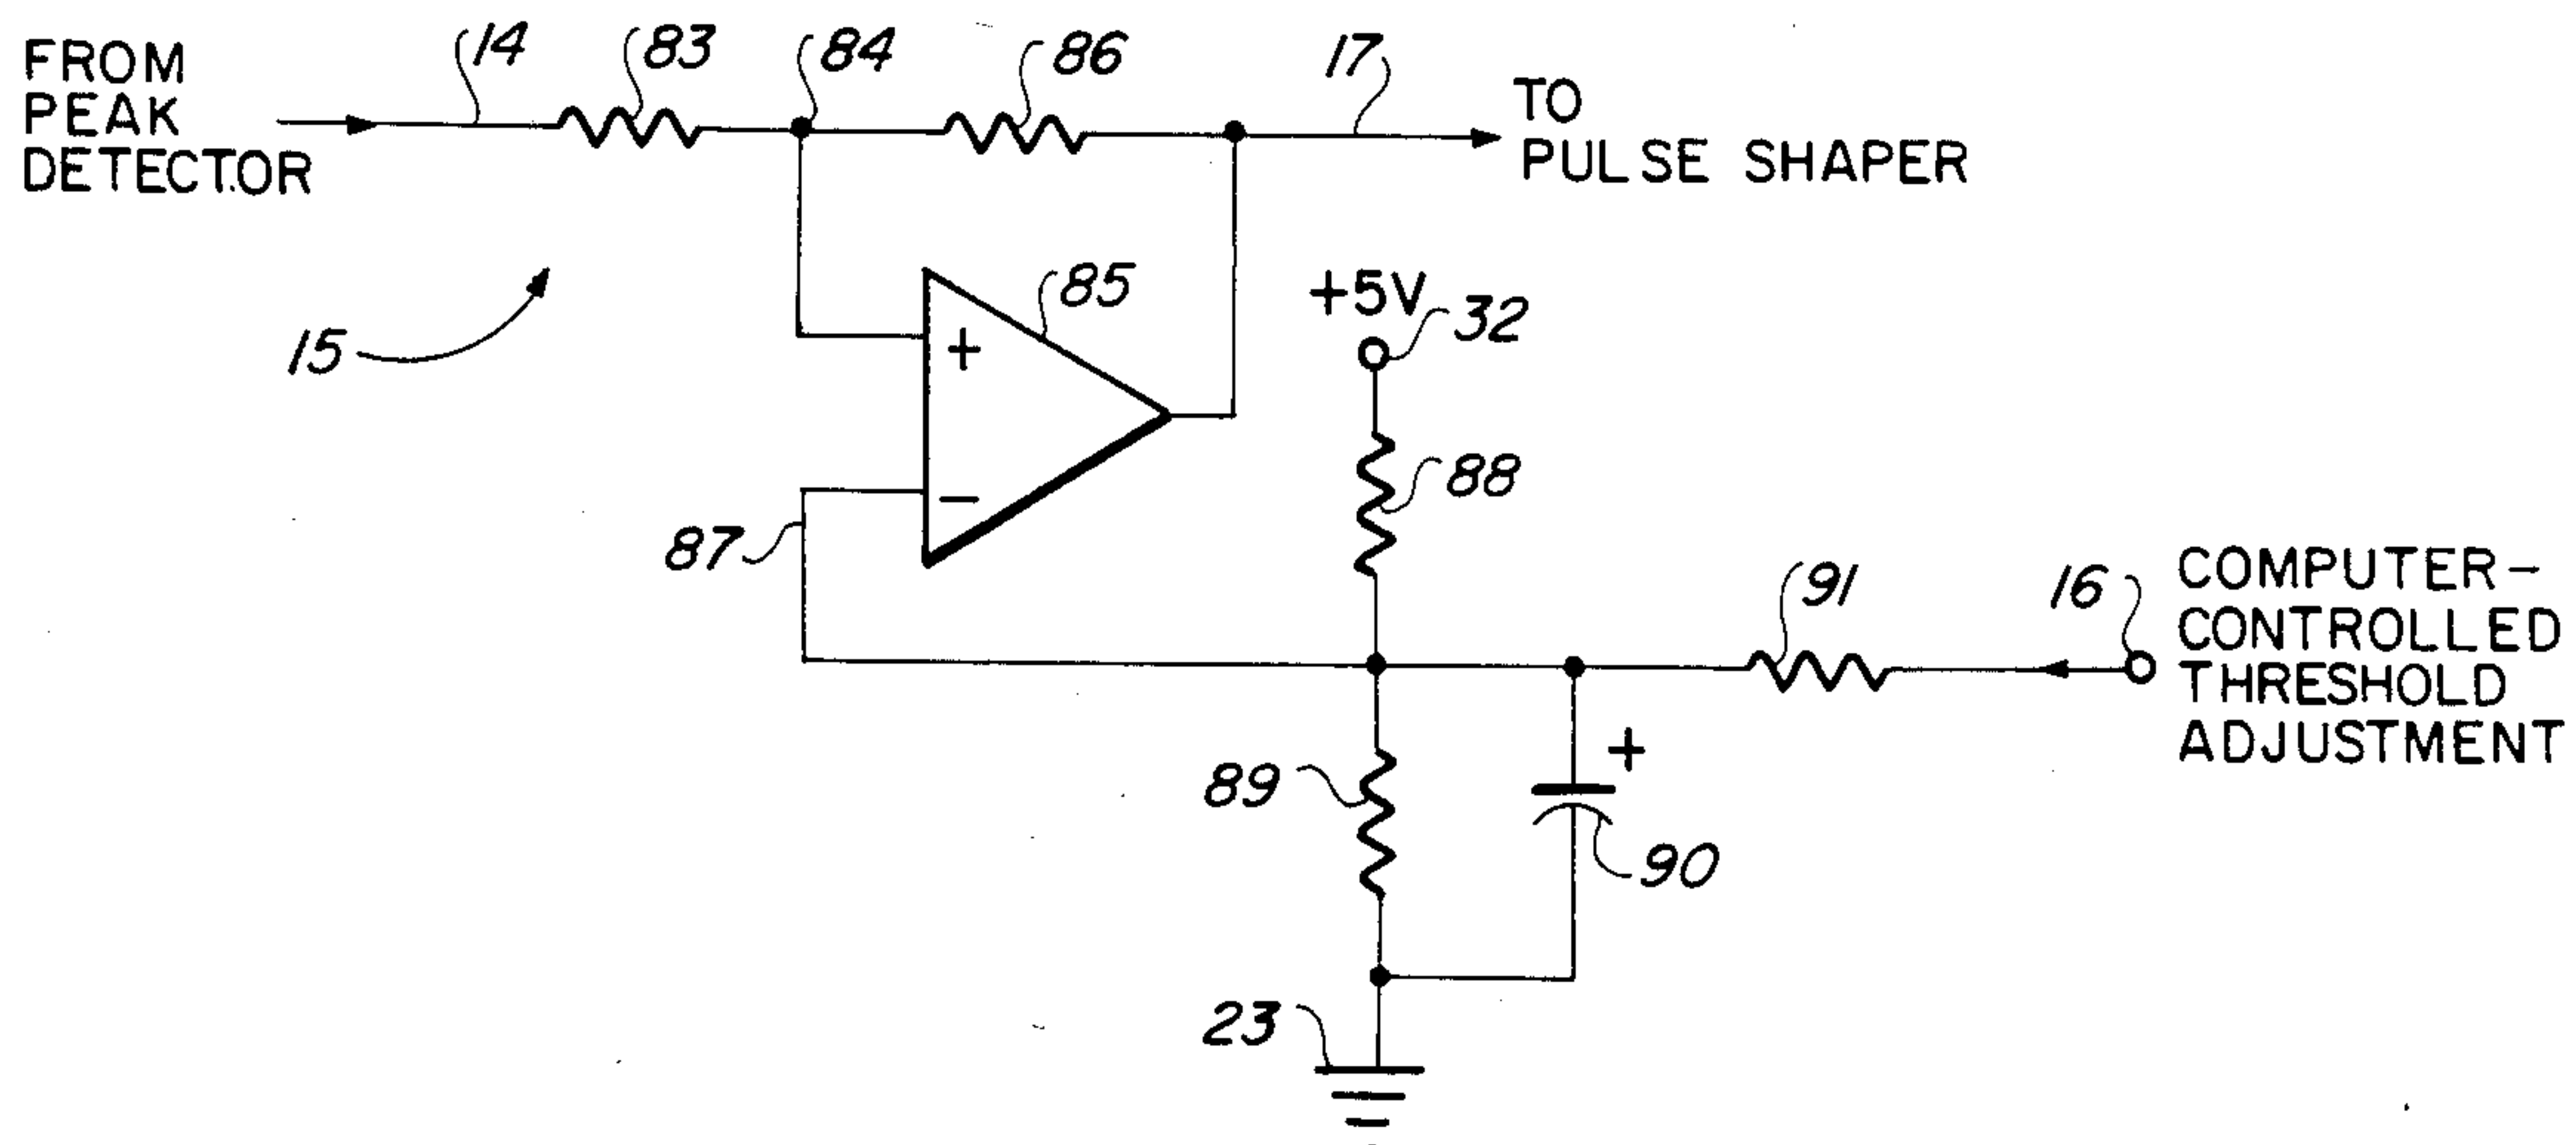 FROM
PEAK
DETECTOR
14
83
84
86
17
TO
PULSE SHAPER
15
+
85
+5V
32
−
87
88
91
16
COMPUTER-
CONTROLLED
THRESHOLD
ADJUSTMENT
89
+
90
23